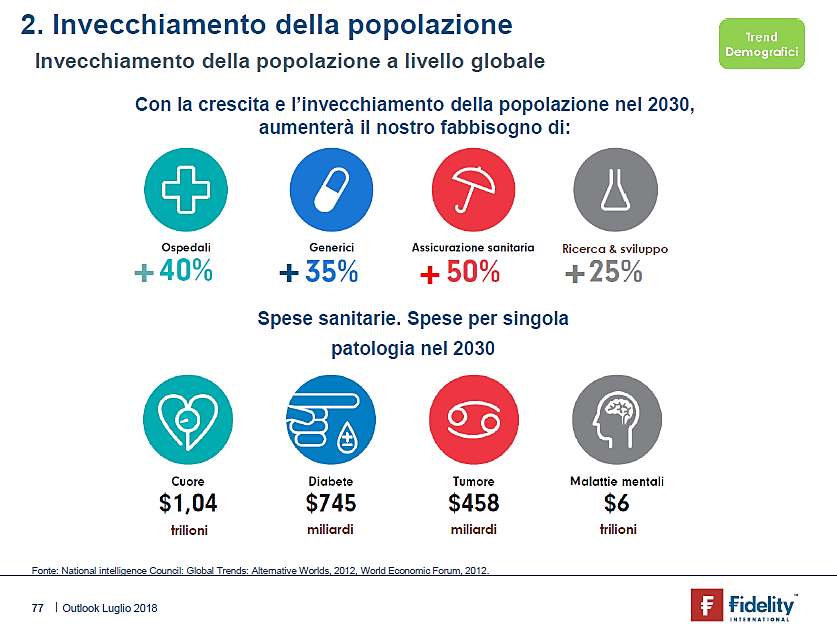 2. Invecchiamento della popolazione
Invecchiamento della popolazione a livello globale
Trend
Demografici
Con la crescita e l'invecchiamento della popolazione nel 2030,
aumenterà il nostro fabbisogno di:
Ospedali
+ 40%
Generici
+ 35%
Assicurazione sanitaria
+ 50%
Ricerca & sviluppo
+ 25%
Spese sanitarie. Spese per singola
patologia nel 2030
Cuore
$1,04
trilioni
Diabete
$745
miliardi
Tumore
$458
miliardi
Malattie mentali
$6
trilioni
Fonte: National intelligence Council: Global Trends: Alternative Worlds, 2012, World Economic Forum, 2012.
77 | Outlook Luglio 2018
Fidelity™
INTERNATIONAL